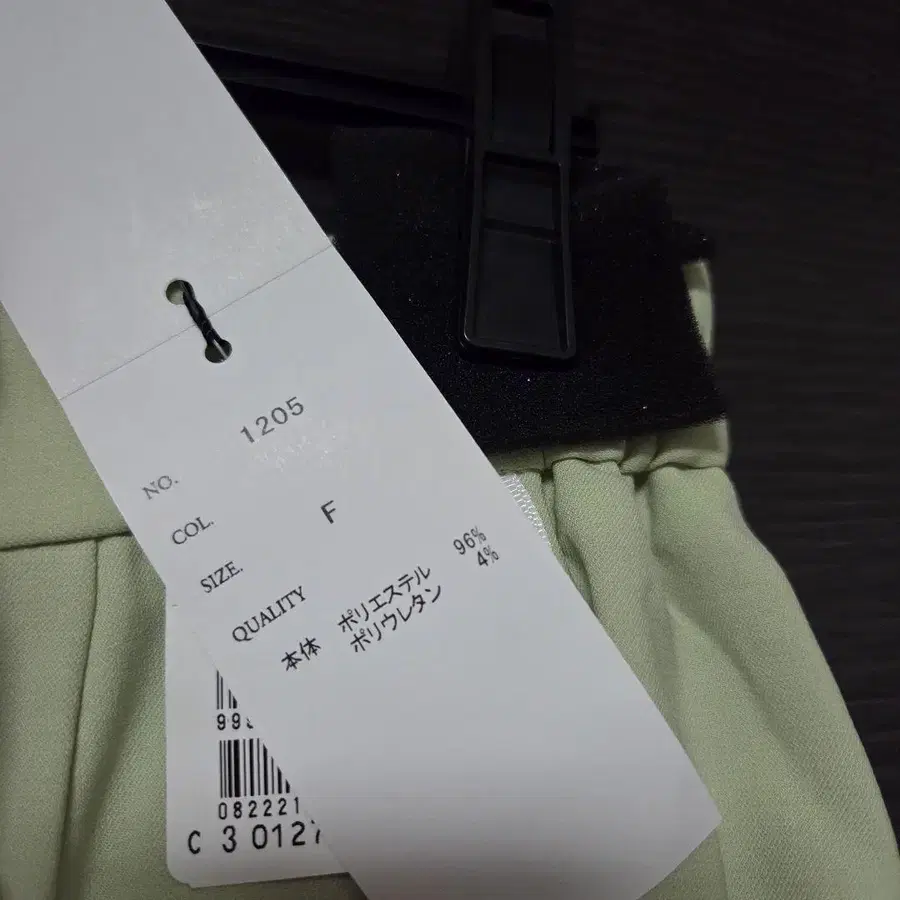 1205
NO.
COL.
SIZE. F
QUALITY
本体 ポリエステル 96%
ポリウレタン 4%
082221
C 3 0127